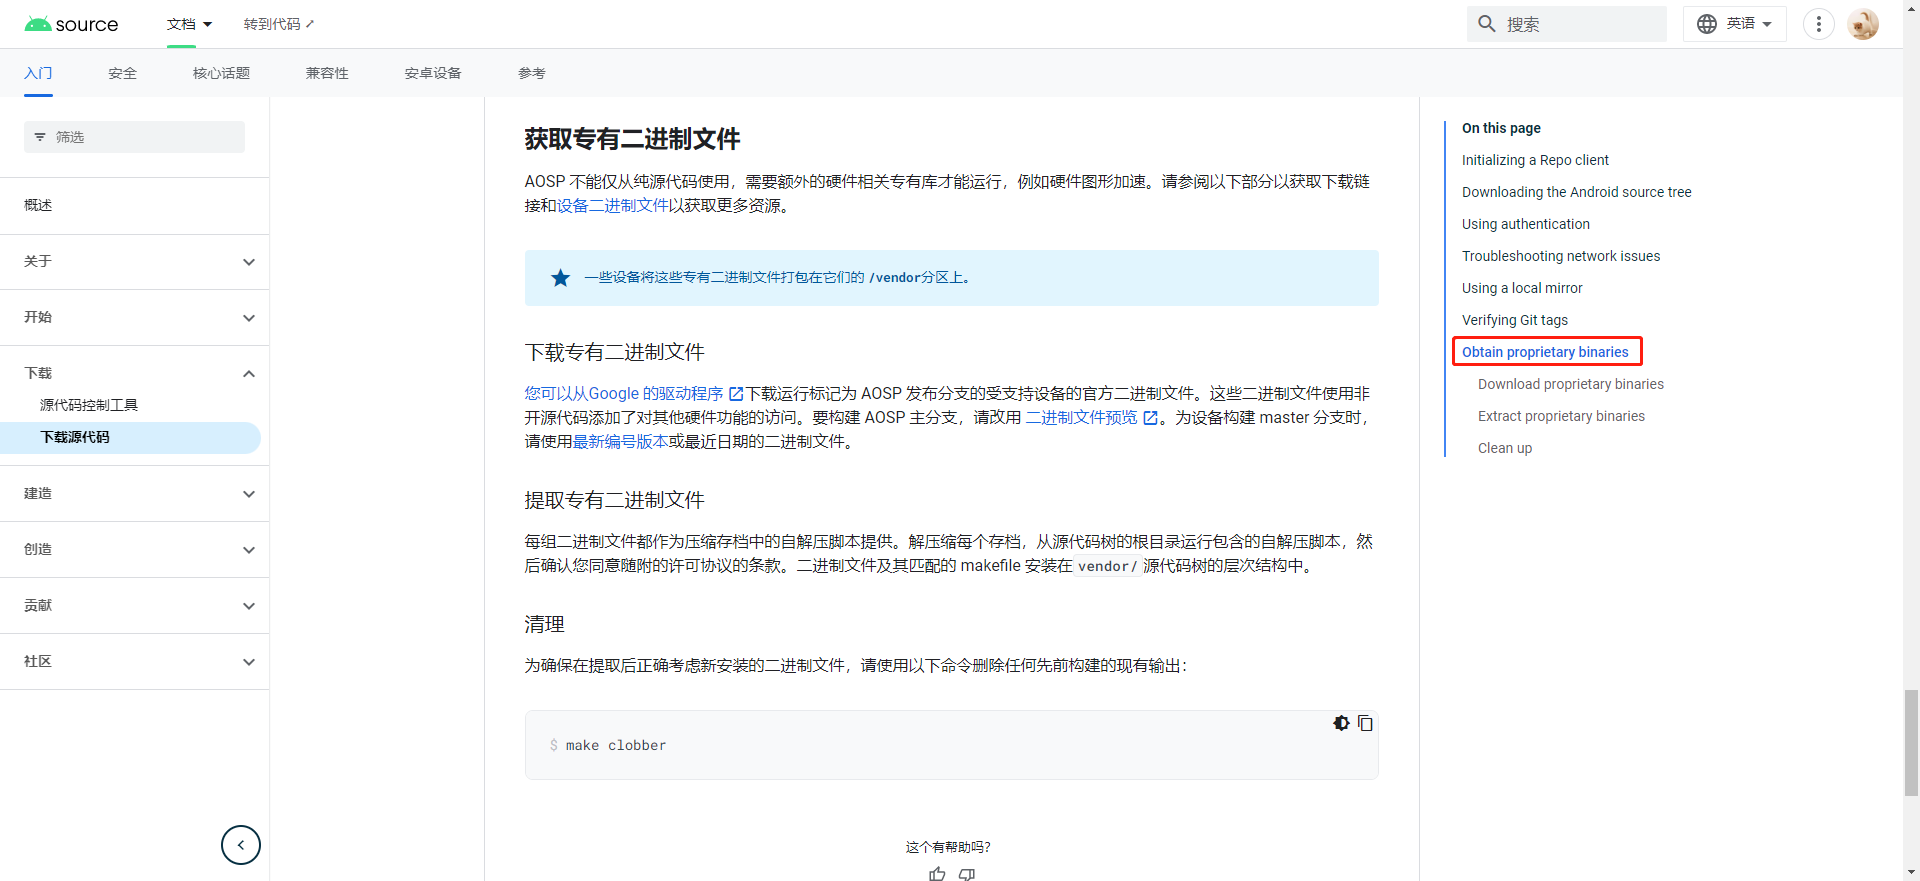 source
文档
转到代码
搜索
英语
入门
安全
核心话题
兼容性
安卓设备
参考
筛选
概述
关于
开始
下载
源代码控制工具
下载源代码
建造
创造
贡献
社区
获取专有二进制文件
AOSP 不能仅从纯源代码使用，需要额外的硬件相关专有库才能运行，例如硬件图形加速。请参阅以下部分以获取下载链
接和设备二进制文件以获取更多资源。
一些设备将这些专有二进制文件打包在它们的 /vendor分区上。
下载专有二进制文件
您可以从Google 的驱动程序 下载运行标记为 AOSP 发布分支的受支持设备的官方二进制文件。这些二进制文件使用非
开源代码添加了对其他硬件功能的访问。要构建 AOSP 主分支，请改用 二进制文件预览 。为设备构建 master 分支时，
请使用最新编号版本或最近日期的二进制文件。
提取专有二进制文件
每组二进制文件都作为压缩存档中的自解压脚本提供。解压缩每个存档，从源代码树的根目录运行包含的自解压脚本，然
后确认您同意随附的许可协议的条款。二进制文件及其匹配的 makefile 安装在 vendor/ 源代码树的层次结构中。
清理
为确保在提取后正确考虑新安装的二进制文件，请使用以下命令删除任何先前构建的现有输出：
$ make clobber
这个有帮助吗？
On this page
Initializing a Repo client
Downloading the Android source tree
Using authentication
Troubleshooting network issues
Using a local mirror
Verifying Git tags
Obtain proprietary binaries
Download proprietary binaries
Extract proprietary binaries
Clean up